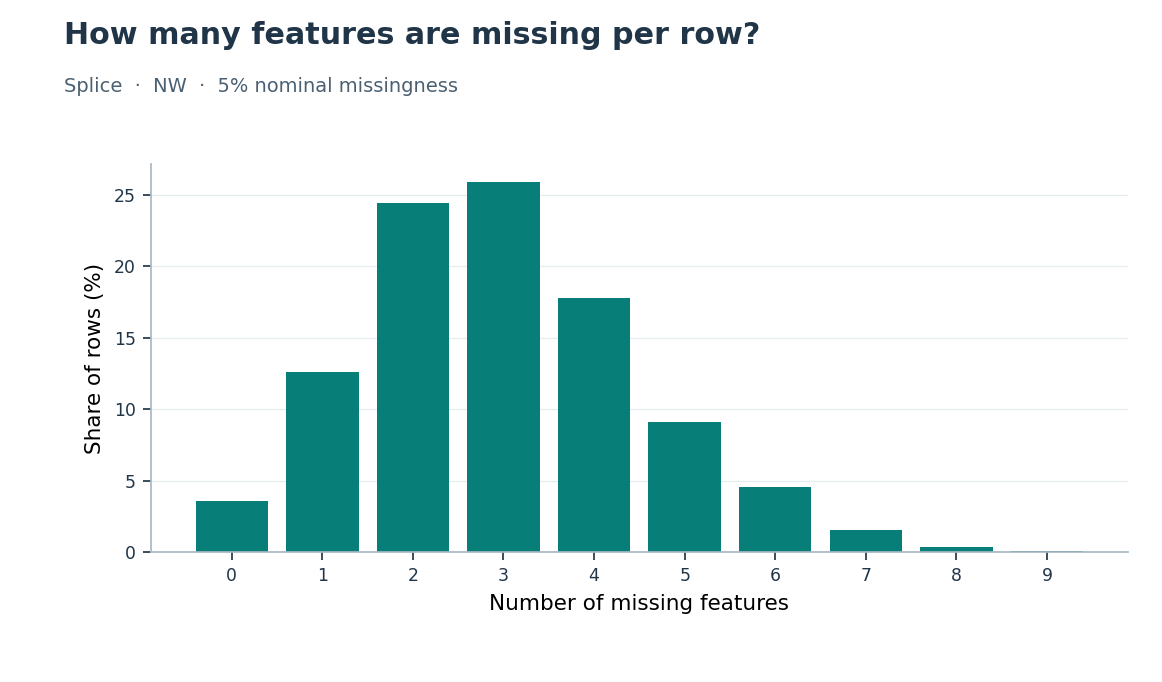 How many features are missing per row?
Splice · NW · 5% nominal missingness
25
20
15
10
5
0
Share of rows (%)
0 1 2 3 4 5 6 7 8 9
Number of missing features